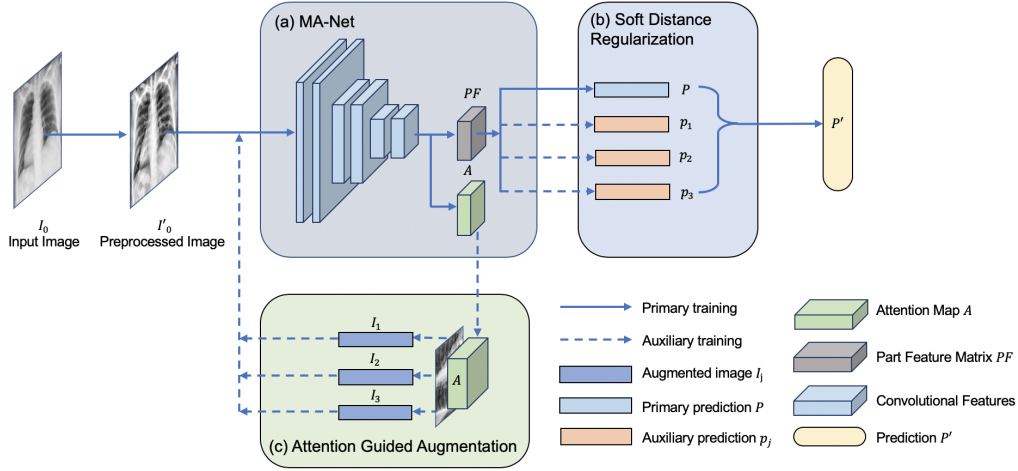 (a) MA-Net
(b) Soft Distance
Regularization
PF
A
P
p₁
p₂
p₃
P′
I₀
Input Image
I′₀
Preprocessed Image
I₁
I₂
I₃
A
(c) Attention Guided Augmentation
Primary training
Auxiliary training
Augmented image Iⱼ
Primary prediction P
Auxiliary prediction pⱼ
Attention Map A
Part Feature Matrix PF
Convolutional Features
Prediction P′